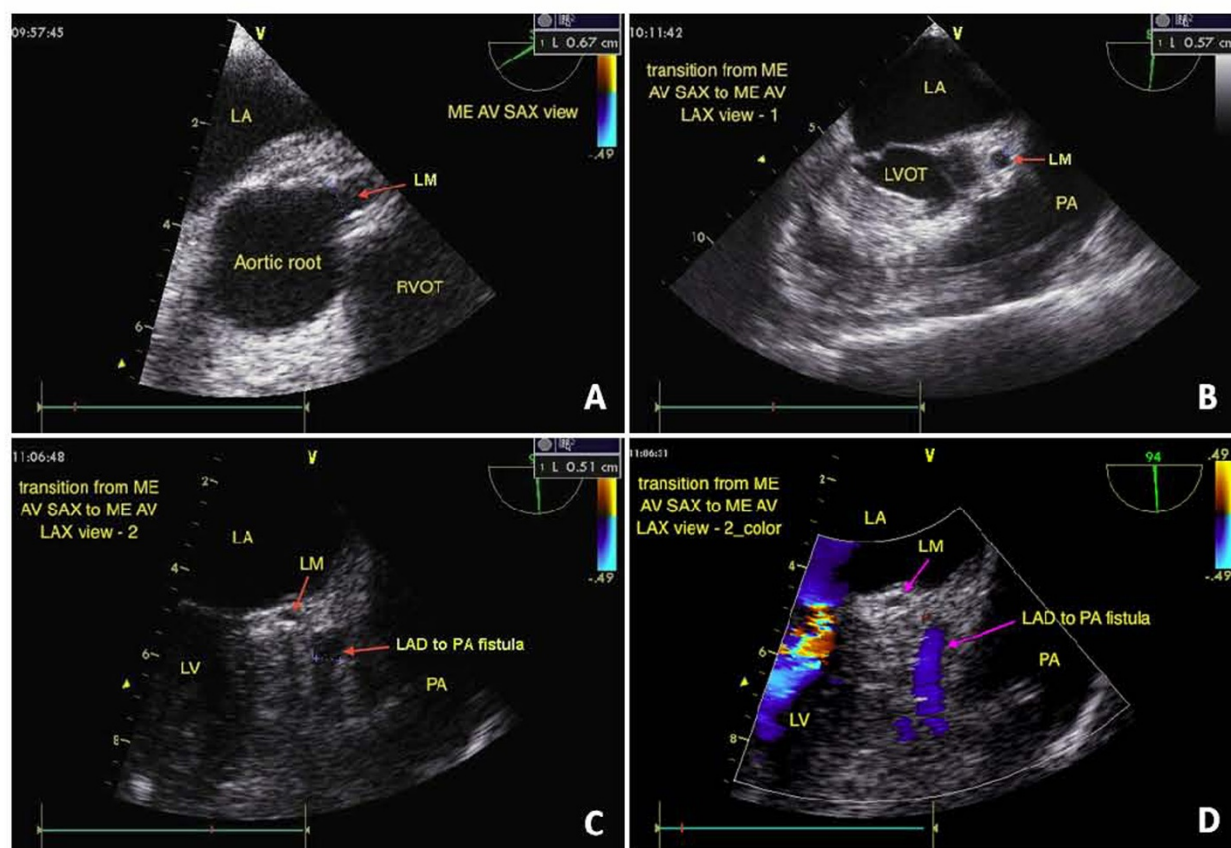 09:57:45
V
1 L 0.67 cm
2
LA
ME AV SAX view
-.49
LM
4
Aortic root
RVOT
6
A
10:11:42
V
1 L 0.57 cm
transition from ME
AV SAX to ME AV
LAX view - 1
LA
5
LM
LVOT
PA
10
B
11:06:48
V
1 L 0.51 cm
transition from ME
AV SAX to ME AV
LAX view - 2
2
LA
-.49
4
LM
LAD to PA fistula
6
LV
PA
8
C
11:06:31
V
94
.49
transition from ME
AV SAX to ME AV
LAX view - 2_color
2
LA
-.49
LM
4
LAD to PA fistula
6
PA
LV
8
D